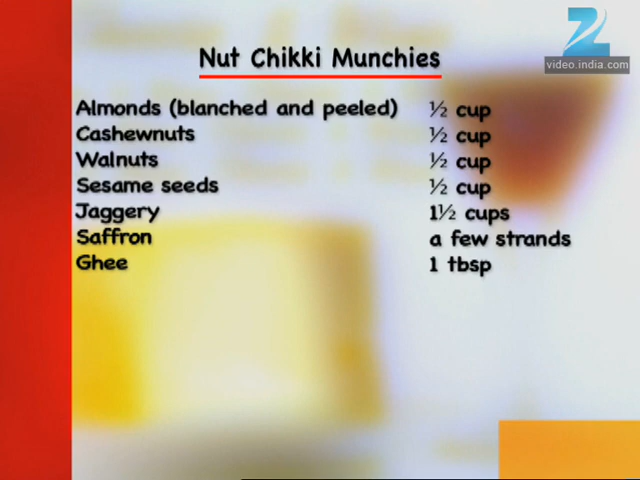 Nut Chikki Munchies
video.india.com
Almonds (blanched and peeled) ½ cup
Cashewnuts ½ cup
Walnuts ½ cup
Sesame seeds ½ cup
Jaggery 1½ cups
Saffron a few strands
Ghee 1 tbsp